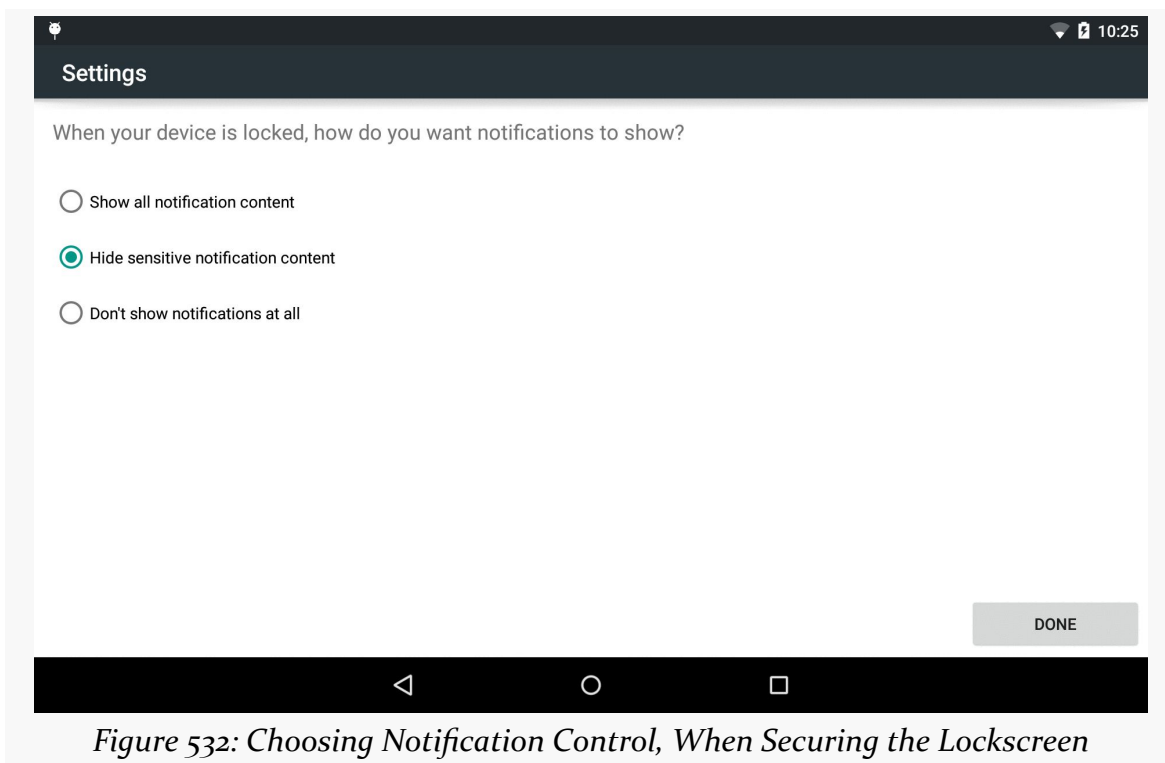 10:25
Settings
When your device is locked, how do you want notifications to show?
Show all notification content
Hide sensitive notification content
Don't show notifications at all
DONE
Figure 532: Choosing Notification Control, When Securing the Lockscreen